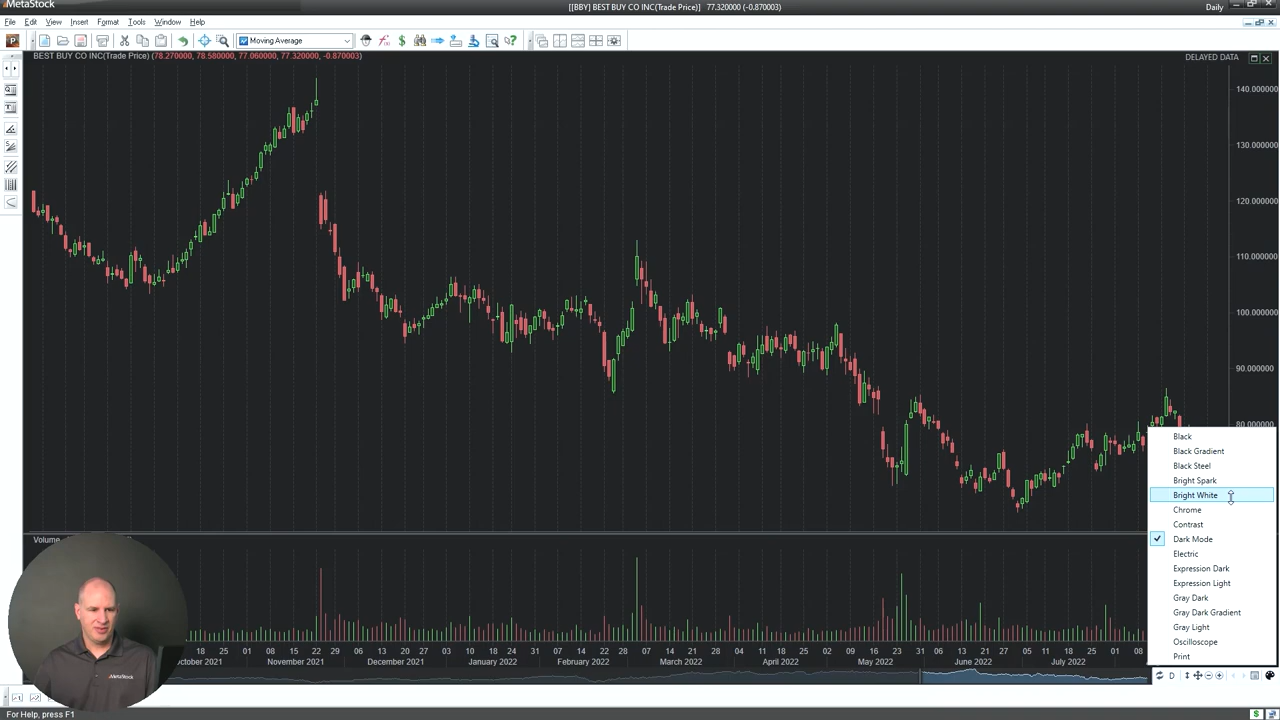 MetaStock
[[BBY] BEST BUY CO INC(Trade Price)] 77.320000 (-0.870003)
Daily
File Edit View Insert Format Tools Window Help
Moving Average
BEST BUY CO INC(Trade Price) (78.270000, 78.580000, 77.060000, 77.320000, -0.870003)
DELAYED DATA
140.000000
130.000000
120.000000
110.000000
100.000000
90.000000
80.000000
Black
Black Gradient
Black Steel
Bright Spark
Bright White
Chrome
Contrast
Dark Mode
Electric
Expression Dark
Expression Light
Gray Dark
Gray Dark Gradient
Gray Light
Oscilloscope
Print
Volume
18 25 01 08 15 22 29 06 13 20 27 03 10 18 24 31 07 14 22 28 07 14 21 28 04 11 18 25 02 09 16 23 31 06 13 21 27 05 11 18 25 01 08
October 2021 November 2021 December 2021 January 2022 February 2022 March 2022 April 2022 May 2022 June 2022 July 2022
D
MetaStock
For Help, press F1